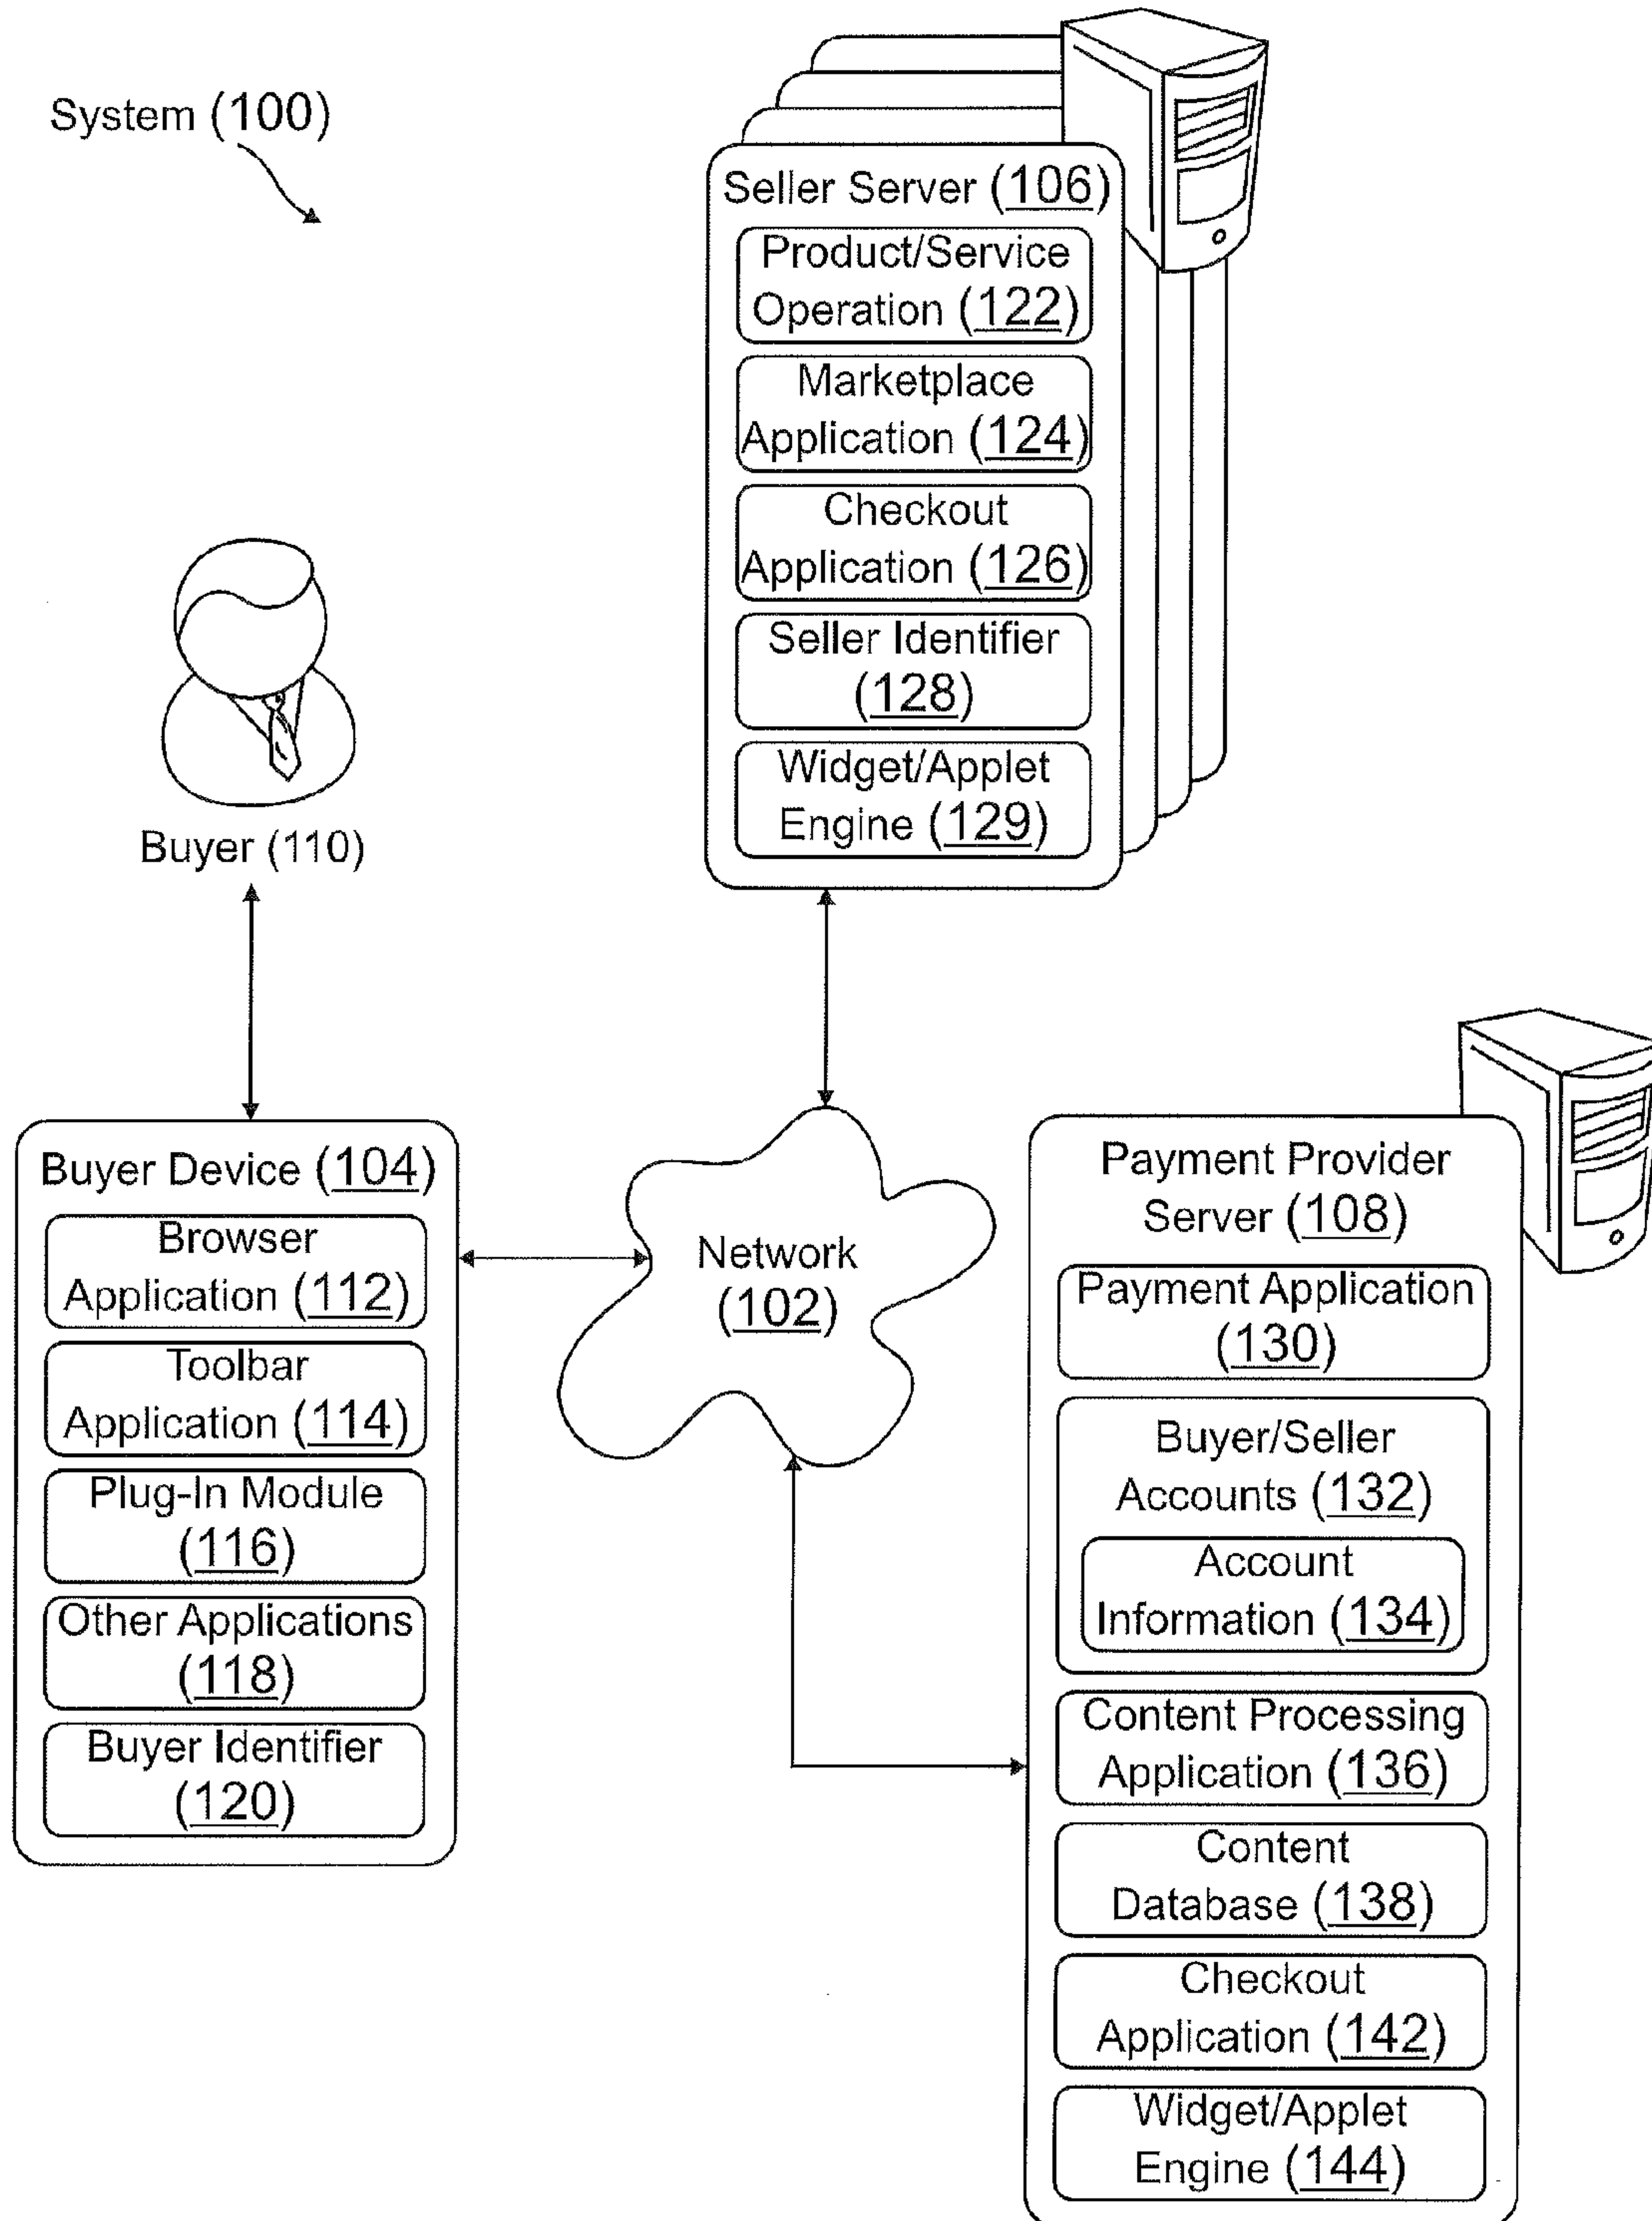 System (100)
Seller Server (106)
Product/Service
Operation (122)
Marketplace
Application (124)
Checkout
Application (126)
Seller Identifier
(128)
Widget/Applet
Engine (129)
Buyer (110)
Buyer Device (104)
Browser
Application (112)
Toolbar
Application (114)
Plug-In Module
(116)
Other Applications
(118)
Buyer Identifier
(120)
Network
(102)
Payment Provider
Server (108)
Payment Application
(130)
Buyer/Seller
Accounts (132)
Account
Information (134)
Content Processing
Application (136)
Content
Database (138)
Checkout
Application (142)
Widget/Applet
Engine (144)